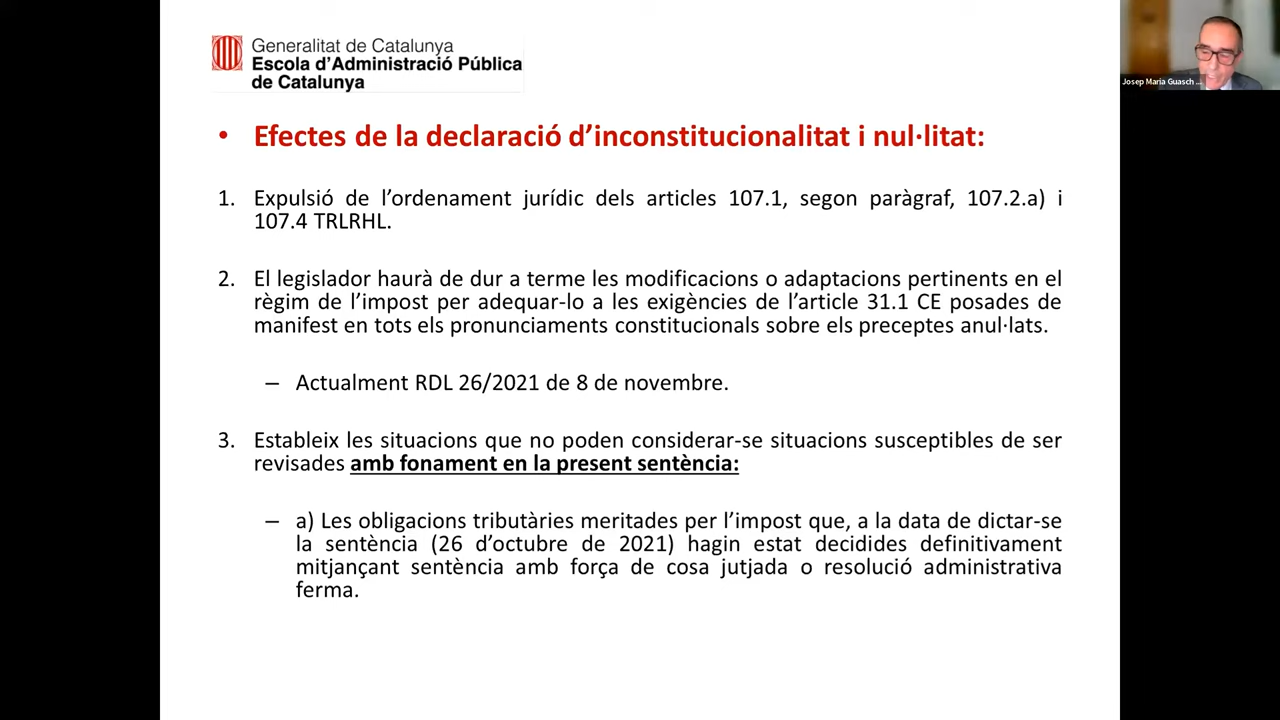 Generalitat de Catalunya
Escola d'Administració Pública
de Catalunya
Josep Maria Guasch ...
• Efectes de la declaració d’inconstitucionalitat i nul·litat:
1. Expulsió de l’ordenament jurídic dels articles 107.1, segon paràgraf, 107.2.a) i
107.4 TRLRHL.
2. El legislador haurà de dur a terme les modificacions o adaptacions pertinents en el
règim de l’impost per adequar-lo a les exigències de l’article 31.1 CE posades de
manifest en tots els pronunciaments constitucionals sobre els preceptes anul·lats.
– Actualment RDL 26/2021 de 8 de novembre.
3. Estableix les situacions que no poden considerar-se situacions susceptibles de ser
revisades amb fonament en la present sentència:
– a) Les obligacions tributàries meritades per l’impost que, a la data de dictar-se
la sentència (26 d’octubre de 2021) hagin estat decidides definitivament
mitjançant sentència amb força de cosa jutjada o resolució administrativa
ferma.